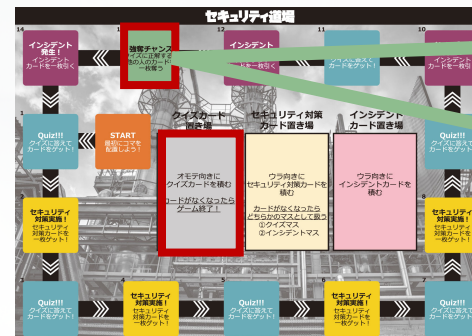 セキュリティ道場
14
インシデント
発生！
インシデント
カードを一枚引く
強奪チャンス
クイズに正解する
他の人のカード
一枚奪う
12
インシデント
カードを一枚引く
11
クイズに答えて
カードをゲット！
10
インシデント
カードを一枚引
1
Quiz!!!
クイズに答えて
カードをゲット！
START
最初にコマを
配置しよう！
クイズカード
置き場
オモテ向きに
クイズカードを
積む
カードがなくなったら
ゲーム終了！
セキュリティ対策
カード置き場
ウラ向きに
セキュリティ対策カードを
積む
カードがなくなったら
どちらかのマスとして扱う
①クイズマス
②インシデントマス
インシデント
カード置き場
ウラ向きに
インシデントカードを
積む
Quiz!!!
クイズに答えて
カードをゲット
2
セキュリティ
対策実施！
セキュリティ
対策カードを
一枚ゲット！
8
セキュリティ
対策実施！
セキュリティ
対策カードを
一枚ゲット！
Quiz!!!
クイズに答えて
カードをゲット！
4
セキュリティ
対策実施！
セキュリティ
対策カードを
一枚ゲット！
5
Quiz!!!
クイズに答えて
カードをゲット！
6
セキュリティ
対策実施！
セキュリティ
対策カードを
一枚ゲット！
Quiz!!!
クイズに答えて
カードをゲット